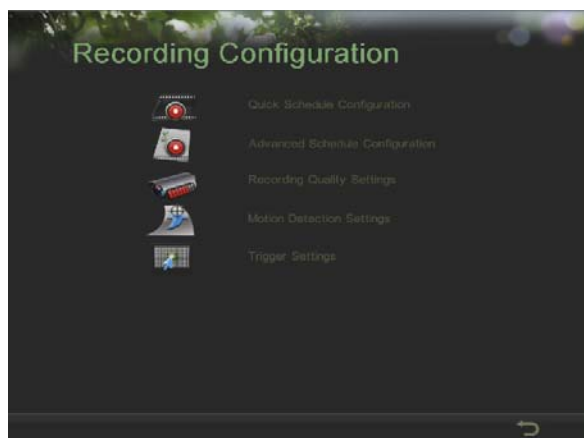 Recording Configuration
Quick Schedule Configuration
Advanced Schedule Configuration
Recording Quality Settings
Motion Detection Settings
Trigger Settings